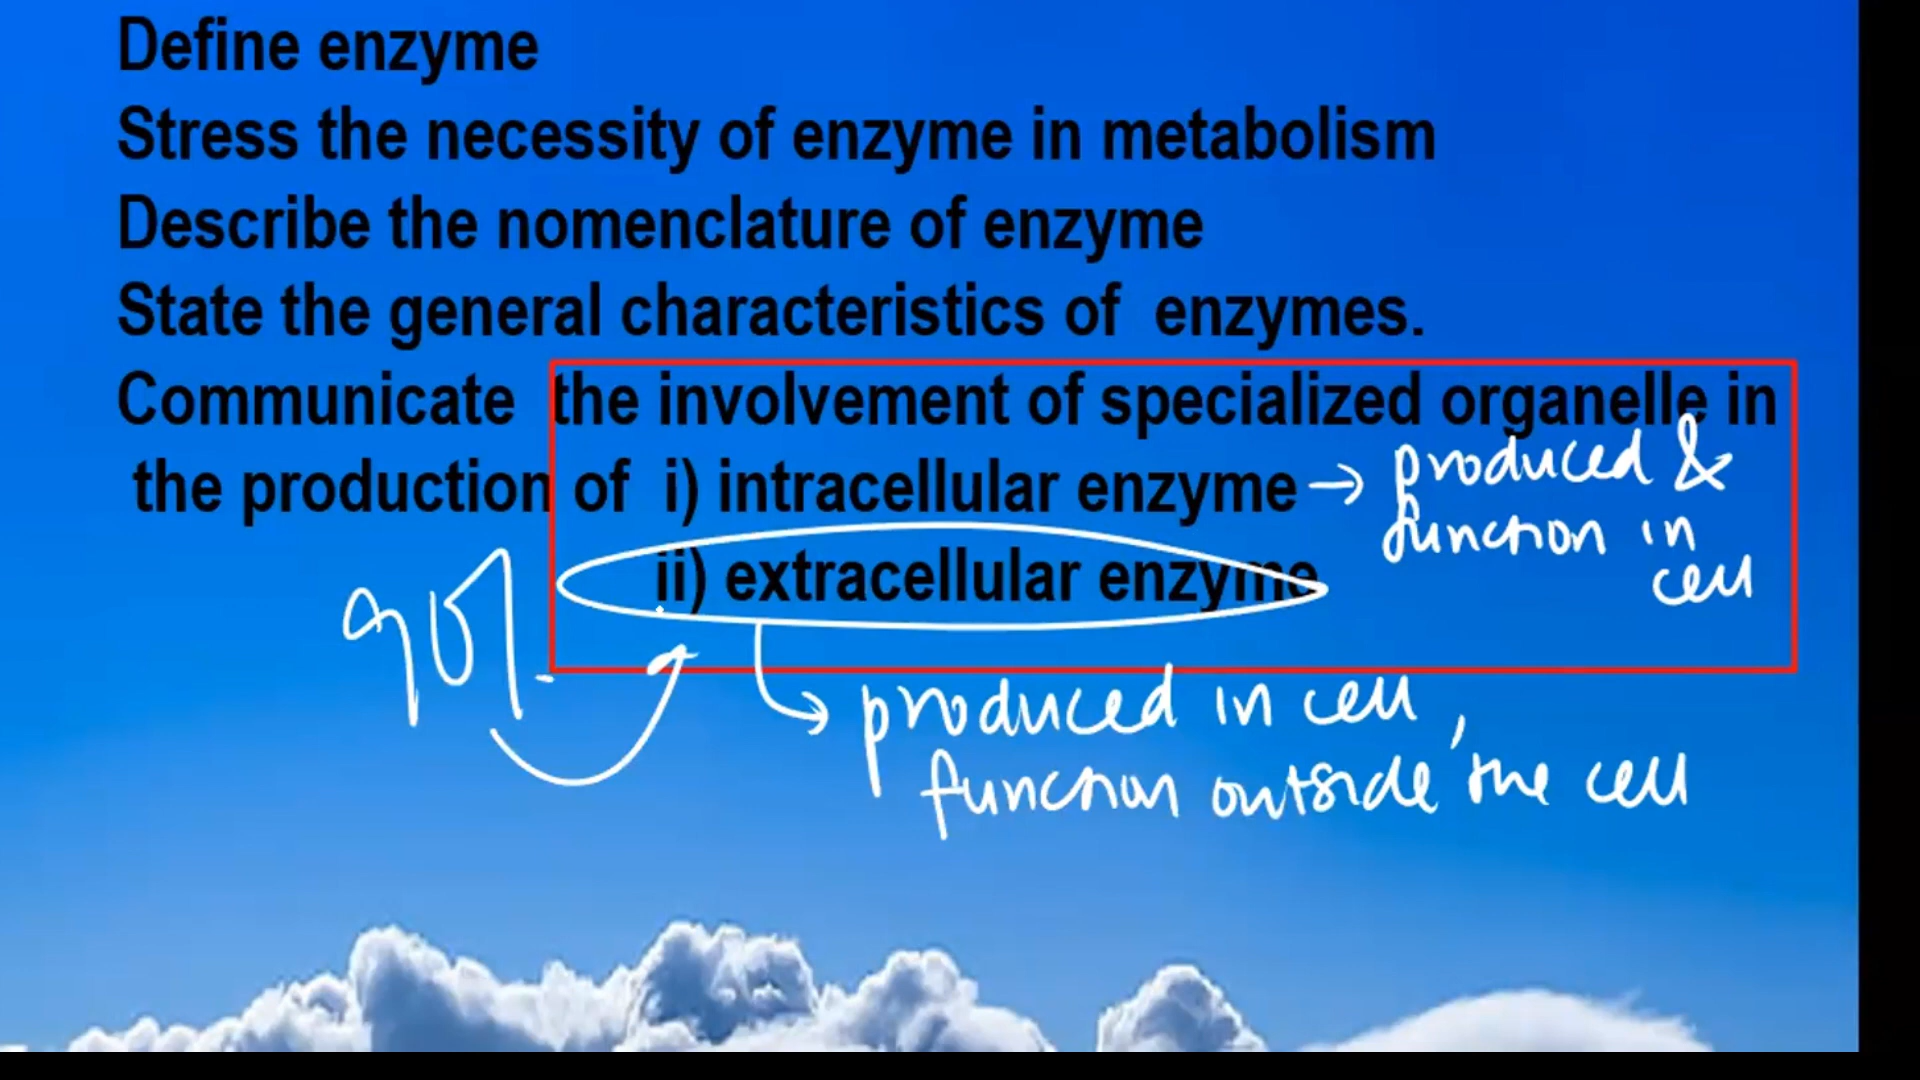 Define enzyme
Stress the necessity of enzyme in metabolism
Describe the nomenclature of enzyme
State the general characteristics of enzymes.
Communicate the involvement of specialized organelle in
the production of i) intracellular enzyme → produced &
function in
cell
ii) extracellular enzyme
90%
produced in cell,
function outside the cell